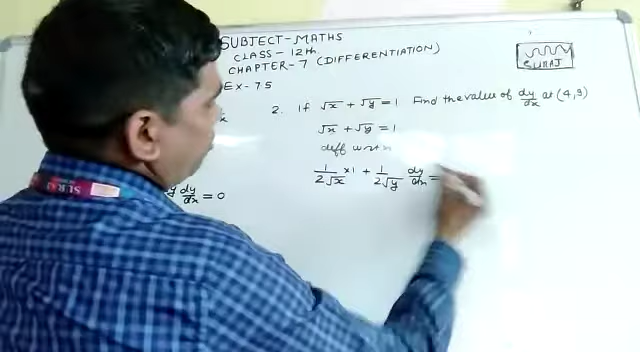 SUBJECT-MATHS
CLASS-12th
CHAPTER-7 (DIFFERENTIATION)
EX-7.5
SURAJ
x
2. If √x + √y = 1 Find the value of dy/dx at (4,9)
√x + √y = 1
diff w.r.t x
1/2√x ×1 + 1/2√y dy/dx =
y dy/dx = 0
SURAJ